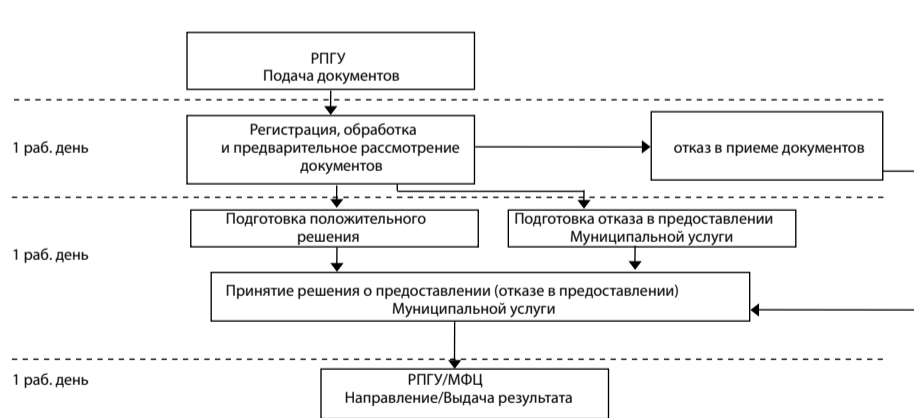 РПГУ
Подача документов
1 раб. день
Регистрация, обработка
и предварительное рассмотрение
документов
отказ в приеме документов
Подготовка положительного
решения
Подготовка отказа в предоставлении
Муниципальной услуги
1 раб. день
Принятие решения о предоставлении (отказе в предоставлении)
Муниципальной услуги
1 раб. день
РПГУ/МФЦ
Направление/Выдача результата